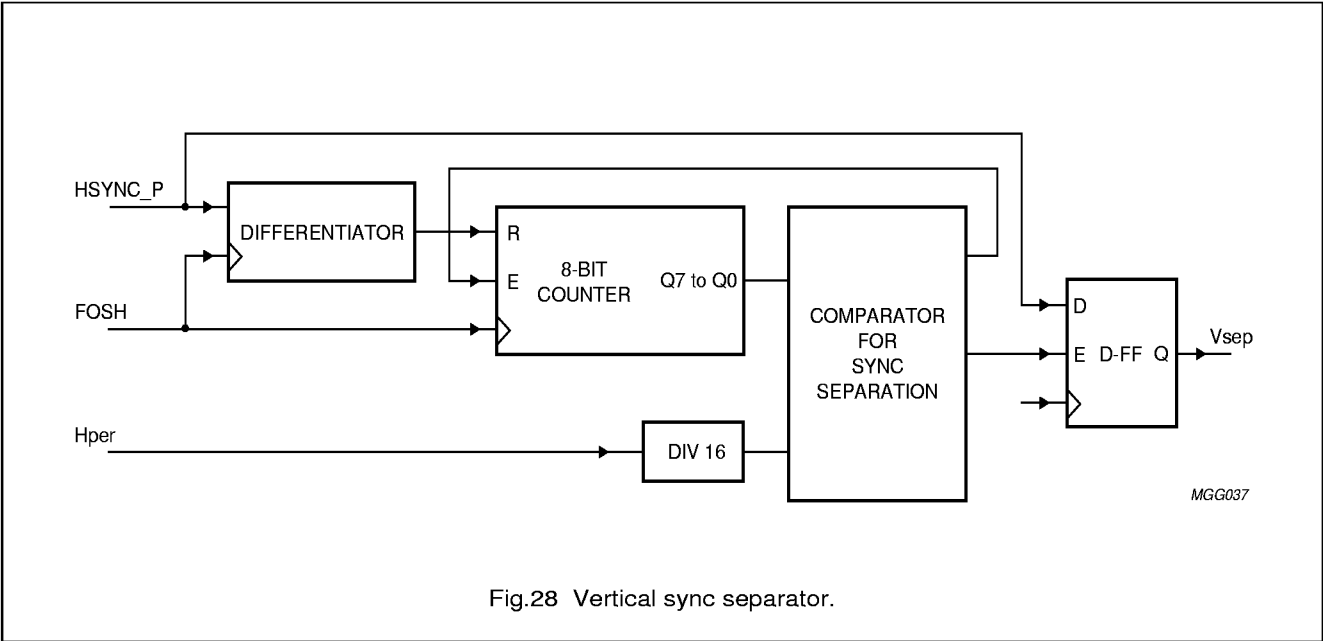 HSYNC_P
DIFFERENTIATOR
FOSH
R
E
8-BIT
COUNTER
Q7 to Q0
COMPARATOR
FOR
SYNC
SEPARATION
D
E D-FF Q
Vsep
Hper
DIV 16
MGG037
Fig.28 Vertical sync separator.